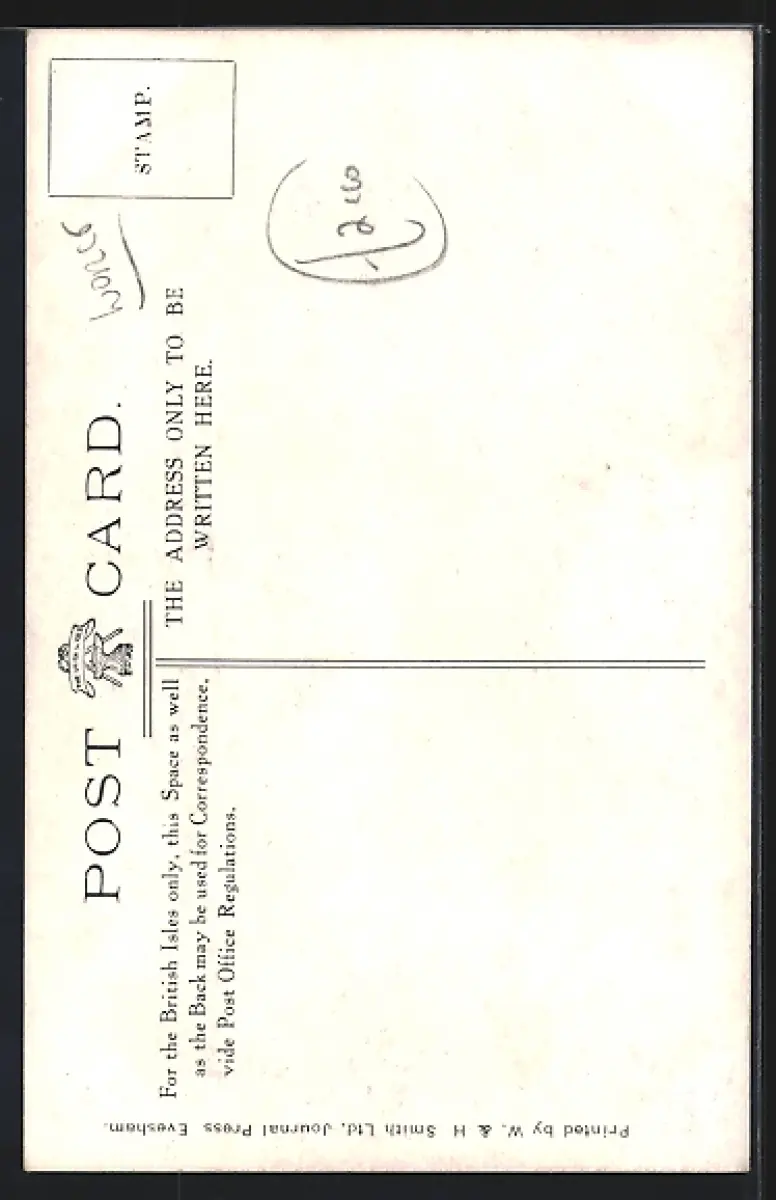 POST CARD.
STAMP.
Worcs
For the British Isles only, this Space as well
as the Back may be used for Correspondence,
vide Post Office Regulations.
THE ADDRESS ONLY TO BE
WRITTEN HERE.
Printed by W. & H Smith Ltd, Journal Press Evesham.